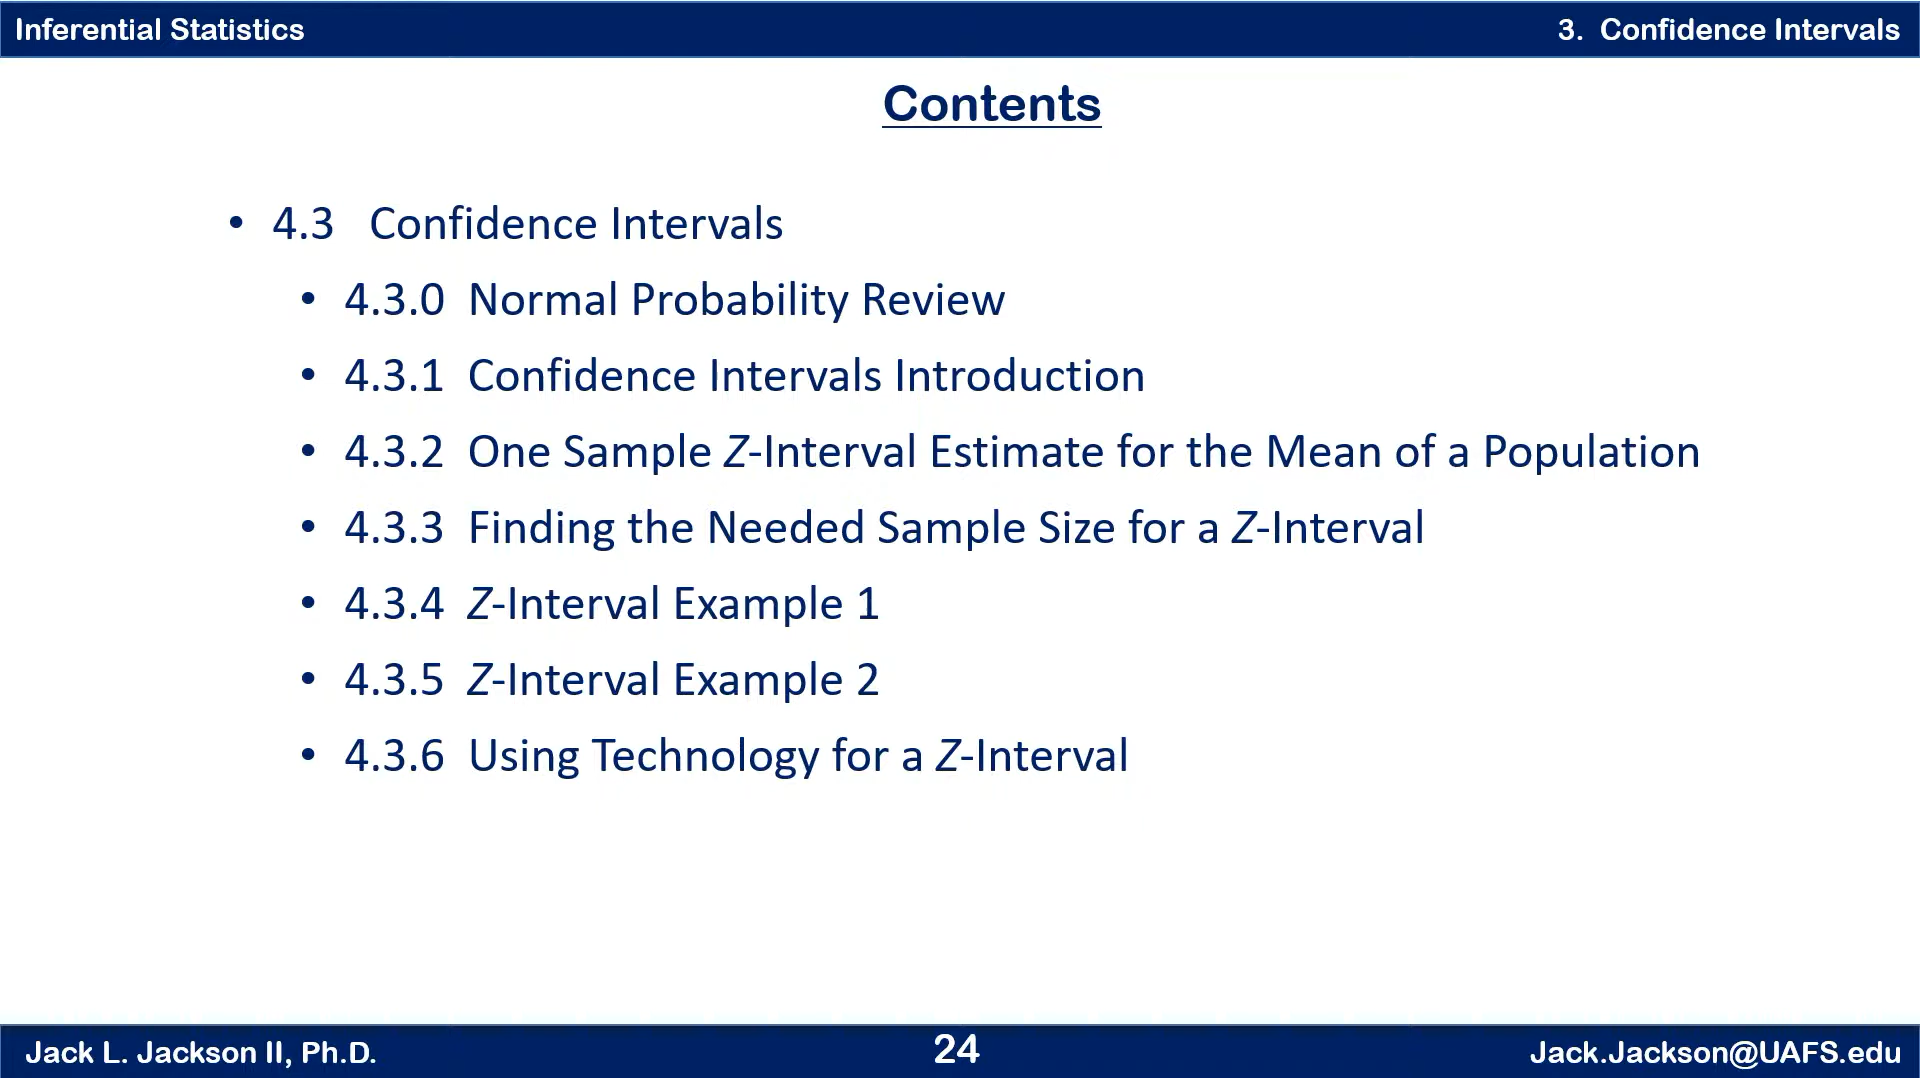 Inferential Statistics
3. Confidence Intervals
Contents
• 4.3 Confidence Intervals
• 4.3.0 Normal Probability Review
• 4.3.1 Confidence Intervals Introduction
• 4.3.2 One Sample Z-Interval Estimate for the Mean of a Population
• 4.3.3 Finding the Needed Sample Size for a Z-Interval
• 4.3.4 Z-Interval Example 1
• 4.3.5 Z-Interval Example 2
• 4.3.6 Using Technology for a Z-Interval
Jack L. Jackson II, Ph.D.
24
Jack.Jackson@UAFS.edu